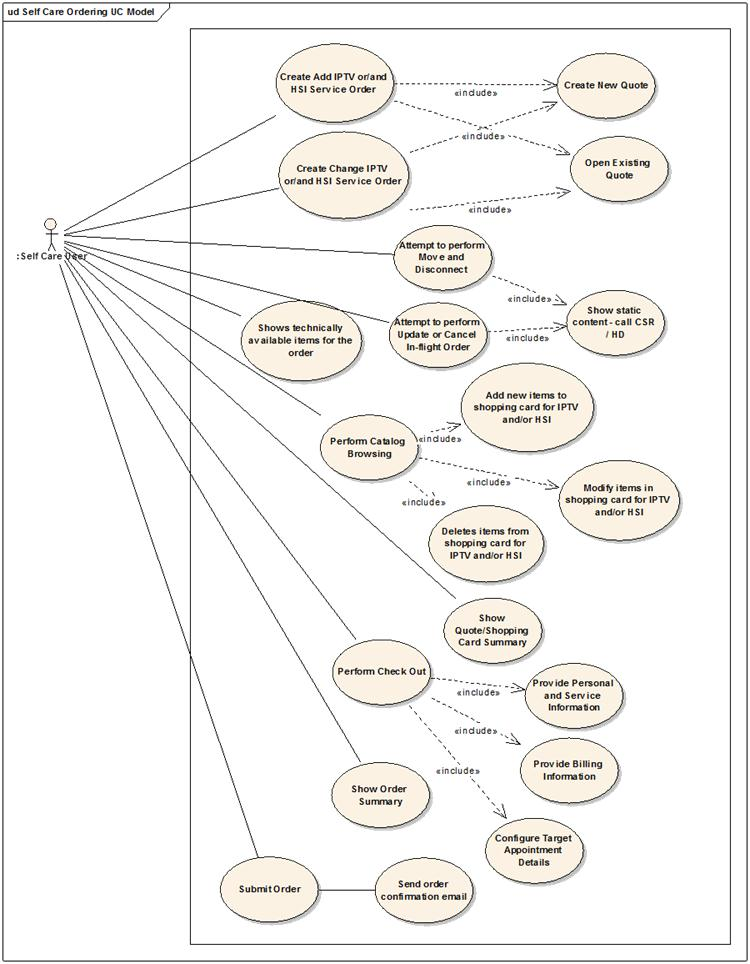 ud Self Care Ordering UC Model
Create Add IPTV or/and
HSI Service Order
«include»
Create New Quote
«include»
Create Change IPTV
or/and HSI Service Order
Open Existing
Quote
«include»
:Self Care User
Attempt to perform
Move and
Disconnect
«include»
Show static
content - call CSR
/ HD
Shows technically
available items for the
order
Attempt to perform
Update or Cancel
In-flight Order
«include»
Add new items to
shopping card for IPTV
and/or HSI
Perform Catalog
Browsing
«include»
«include»
«include»
Modify items in
shopping card for IPTV
and/or HSI
Deletes items from
shopping card for
IPTV and/or HSI
Show
Quote/Shopping
Card Summary
Perform Check Out
«include»
Provide Personal
and Service
Information
«include»
Provide Billing
Information
«include»
Show Order
Summary
Configure Target
Appointment
Details
Submit Order
Send order
confirmation email